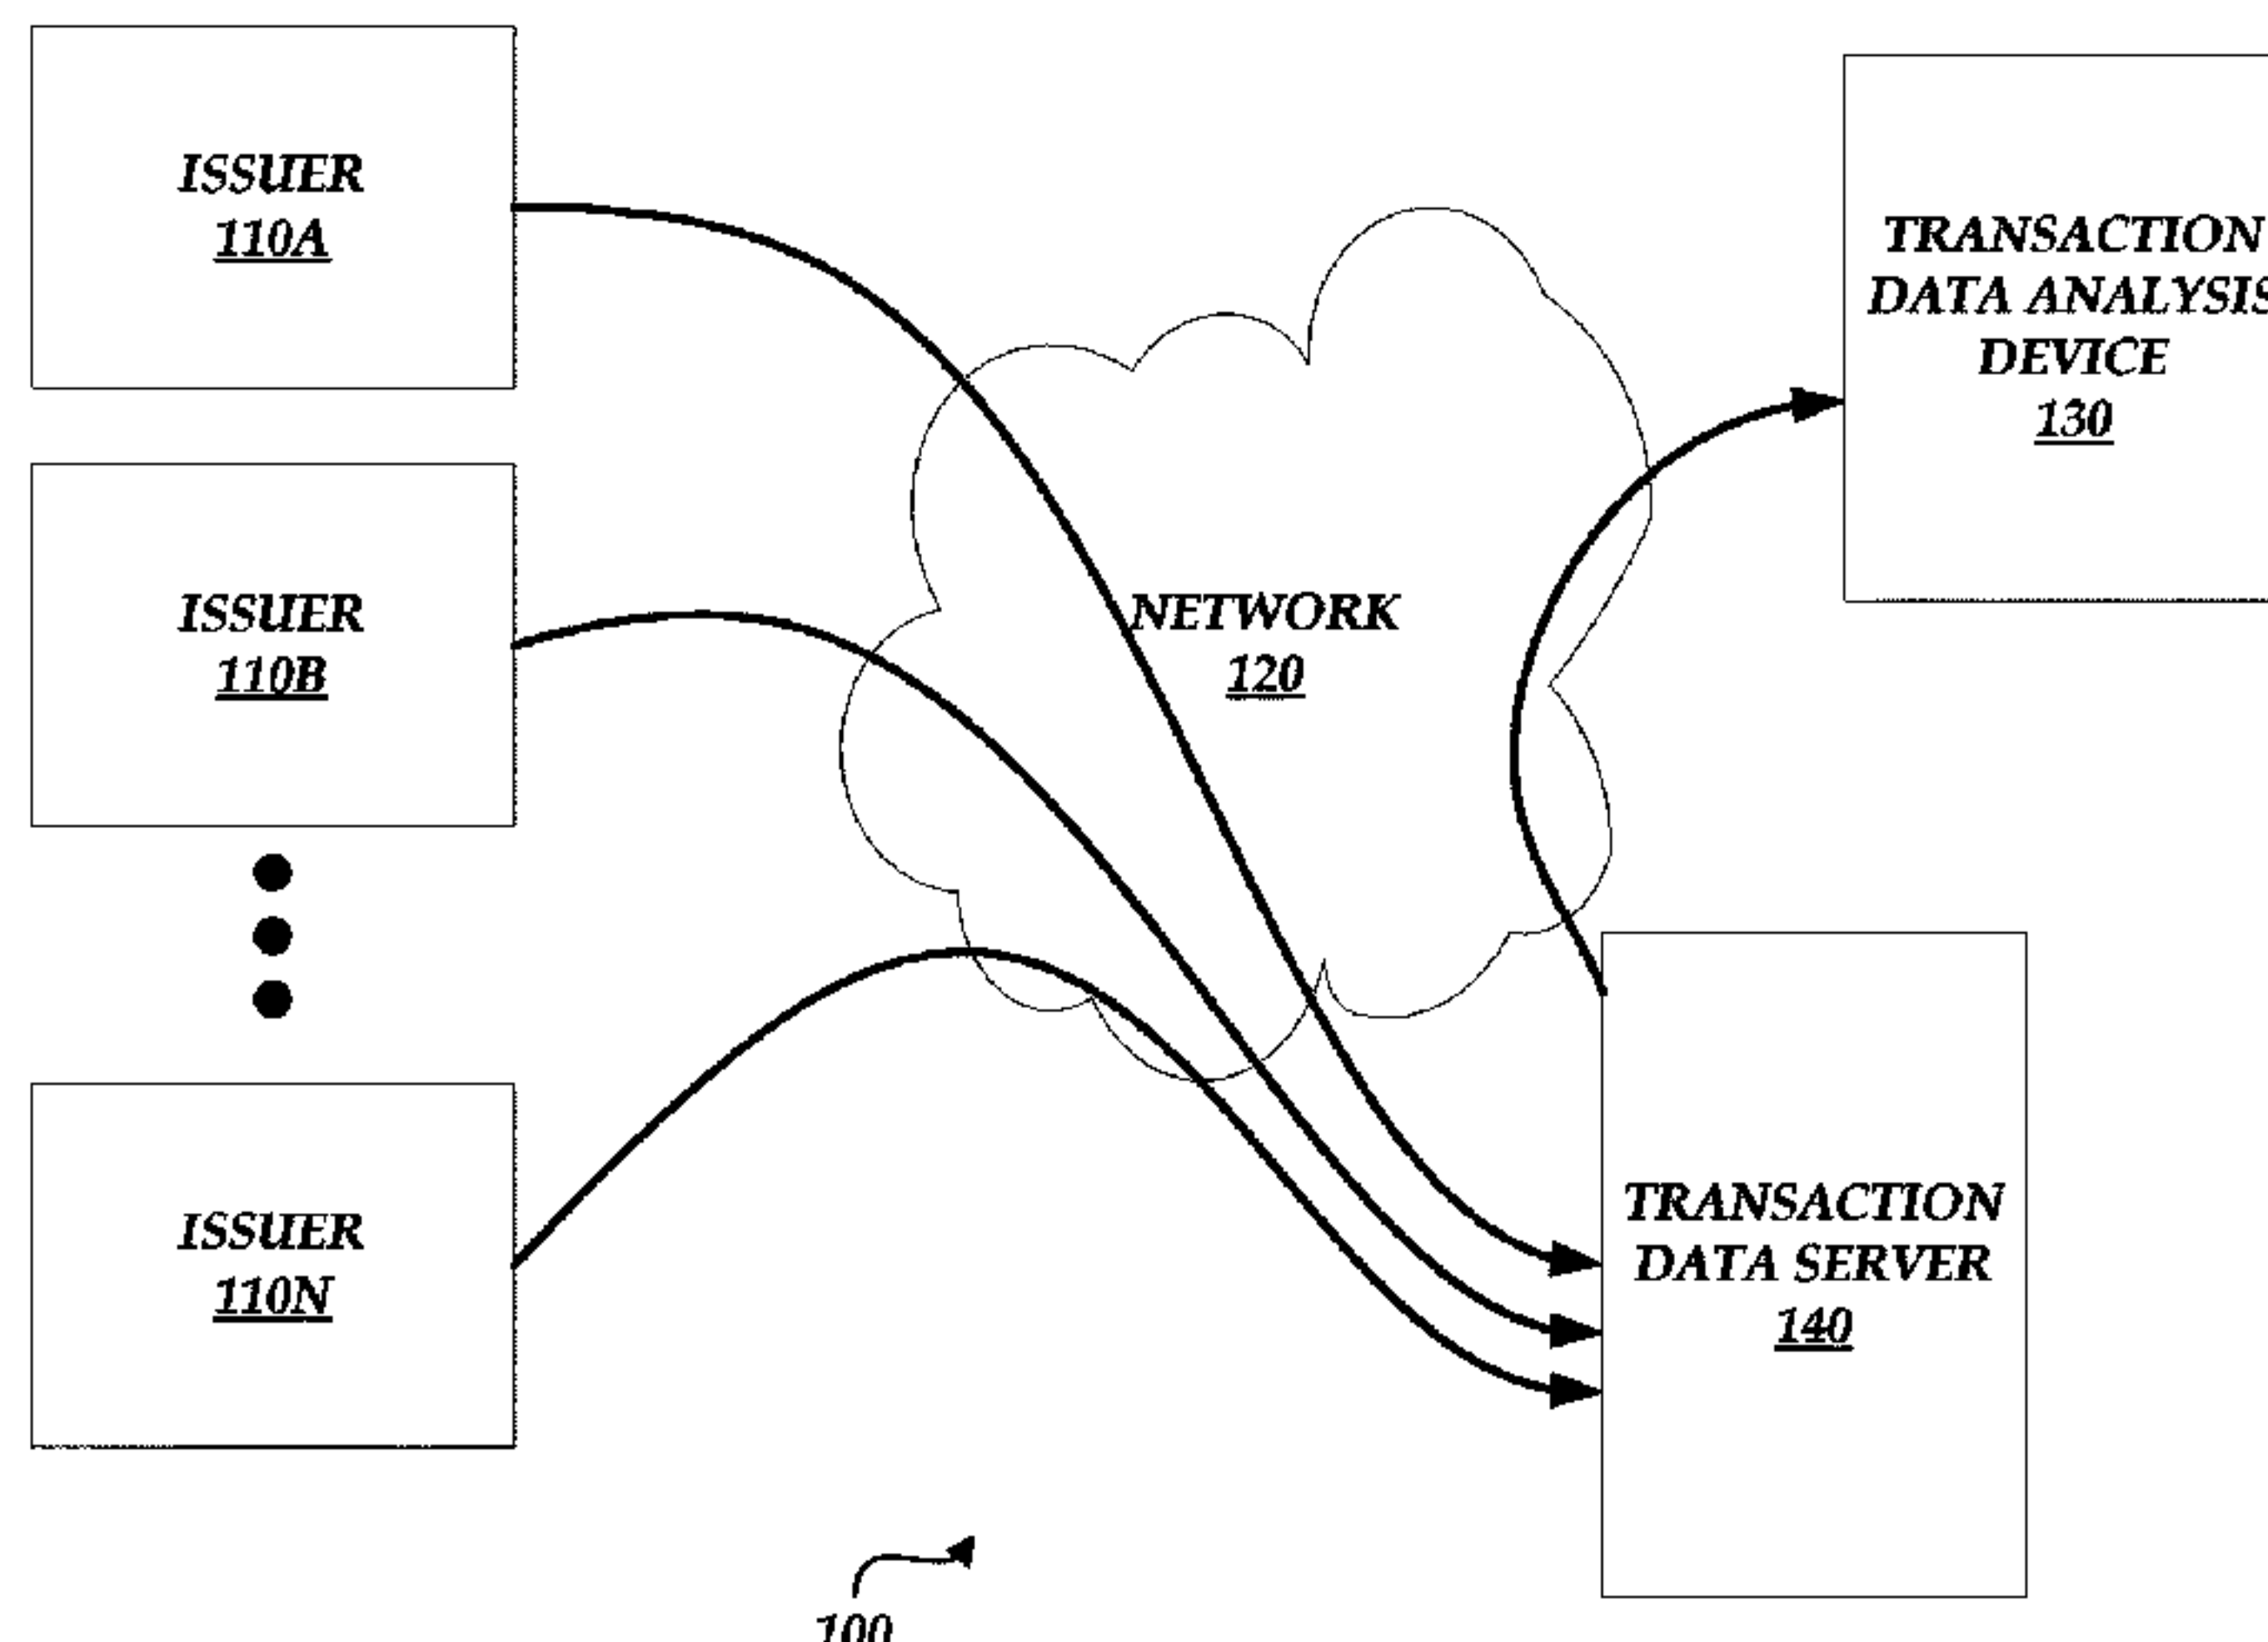 ISSUER
110A
TRANSACTION
DATA ANALYSIS
DEVICE
130
ISSUER
110B
NETWORK
120
ISSUER
110N
TRANSACTION
DATA SERVER
140
100